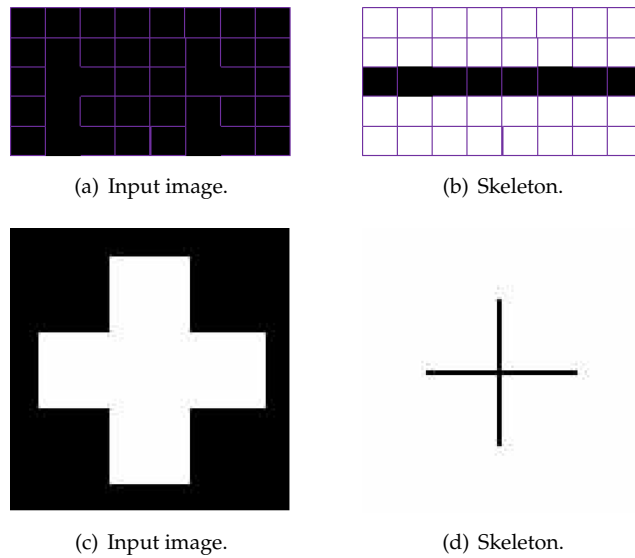 (a) Input image.
(b) Skeleton.
(c) Input image.
(d) Skeleton.